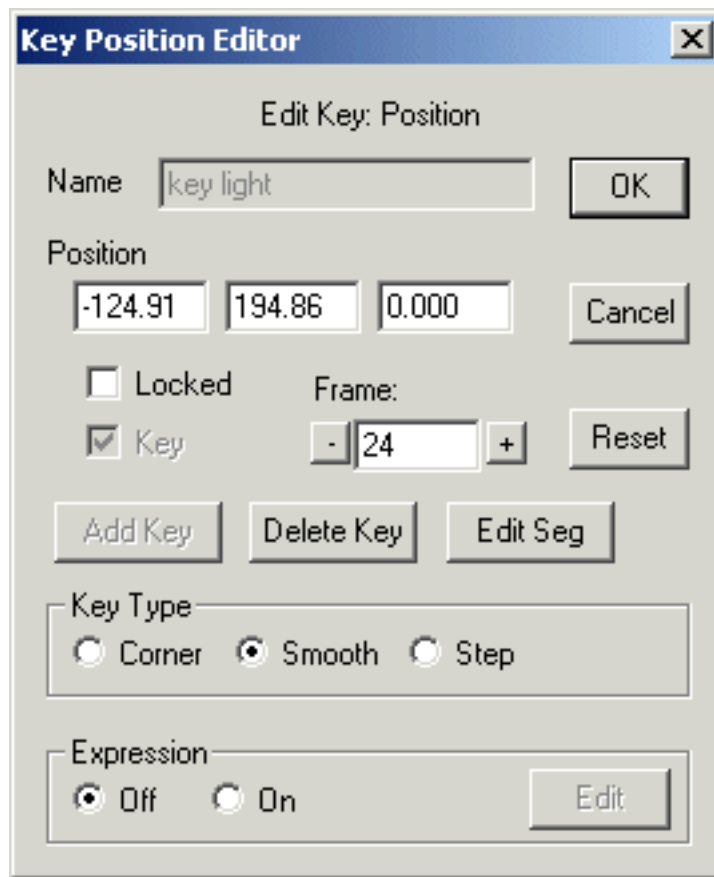 Key Position Editor
Edit Key: Position
Name key light OK
Position
-124.91 194.86 0.000 Cancel
Locked Frame:
Key - 24 + Reset
Add Key Delete Key Edit Seg
Key Type
Corner Smooth Step
Expression
Off On Edit